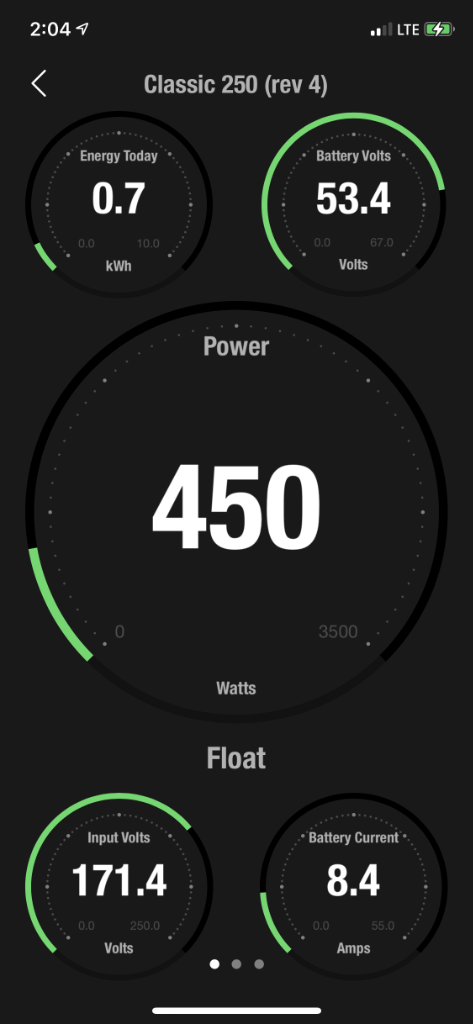 2:04
LTE
Classic 250 (rev 4)
Energy Today
0.7
0.0 10.0
kWh
Battery Volts
53.4
0.0 67.0
Volts
Power
450
0 3500
Watts
Float
Input Volts
171.4
0.0 250.0
Volts
Battery Current
8.4
0.0 55.0
Amps